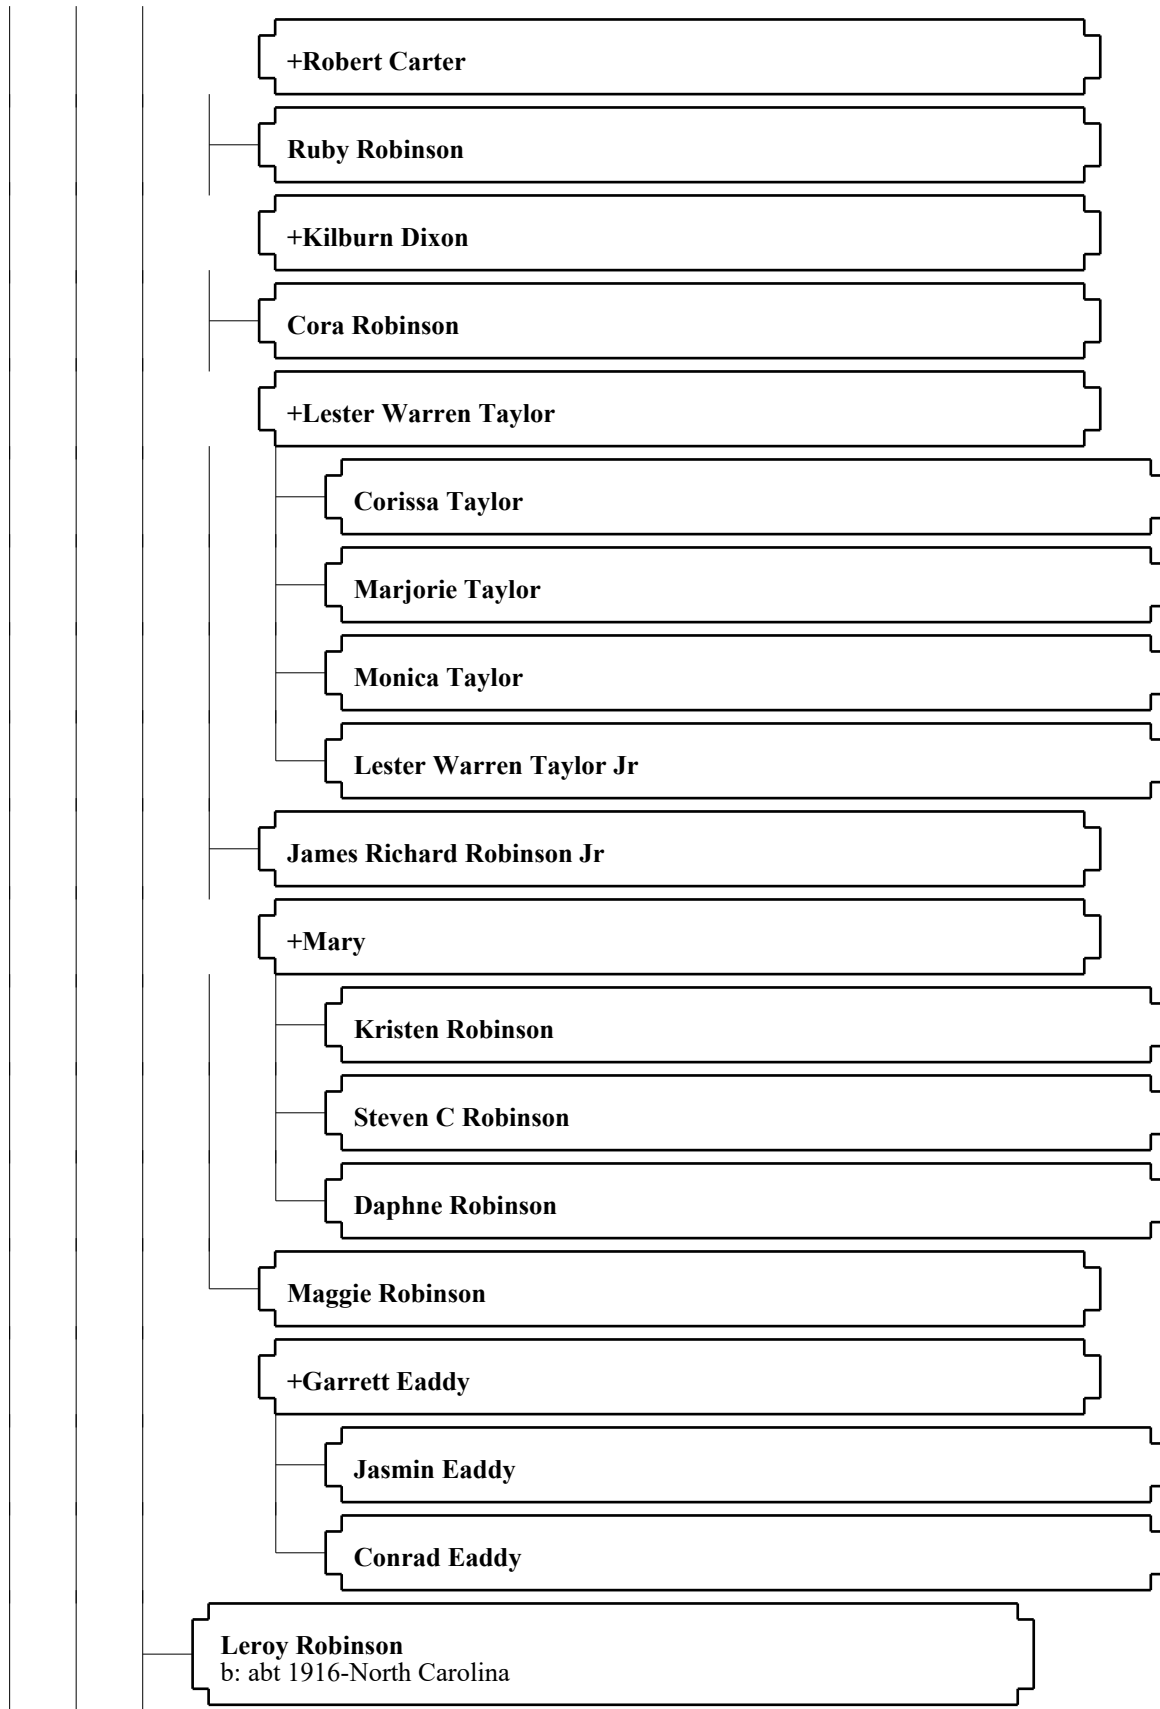 +Robert Carter
Ruby Robinson
+Kilburn Dixon
Cora Robinson
+Lester Warren Taylor
Corissa Taylor
Marjorie Taylor
Monica Taylor
Lester Warren Taylor Jr
James Richard Robinson Jr
+Mary
Kristen Robinson
Steven C Robinson
Daphne Robinson
Maggie Robinson
+Garrett Eaddy
Jasmin Eaddy
Conrad Eaddy
Leroy Robinson
b: abt 1916-North Carolina